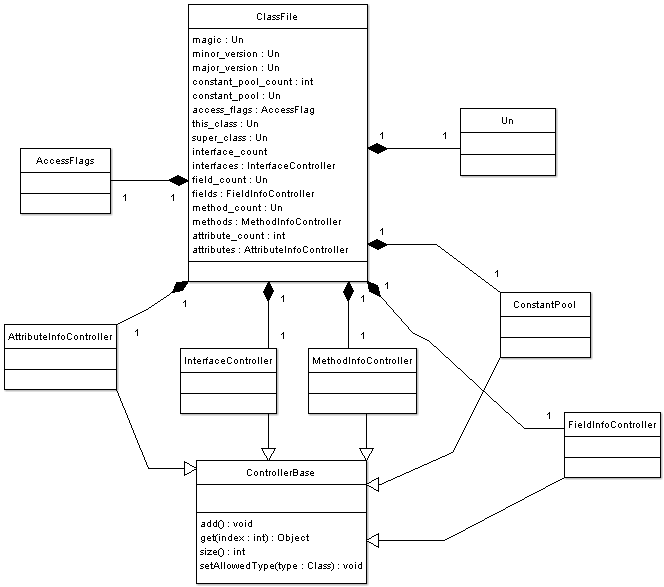 ClassFile
magic : Un
minor_version : Un
major_version : Un
constant_pool_count : int
constant_pool : Un
access_flags : AccessFlag
this_class : Un
super_class : Un
interface_count
interfaces : InterfaceController
field_count : Un
fields : FieldInfoController
method_count : Un
methods : MethodInfoController
attribute_count : int
attributes : AttributeInfoController
Un
1
1
AccessFlags
1
1
1
1
ConstantPool
1
1
1
1
1
1
1
AttributeInfoController
InterfaceController
MethodInfoController
1
FieldInfoController
ControllerBase
add() : void
get(index : int) : Object
size() : int
setAllowedType(type : Class) : void